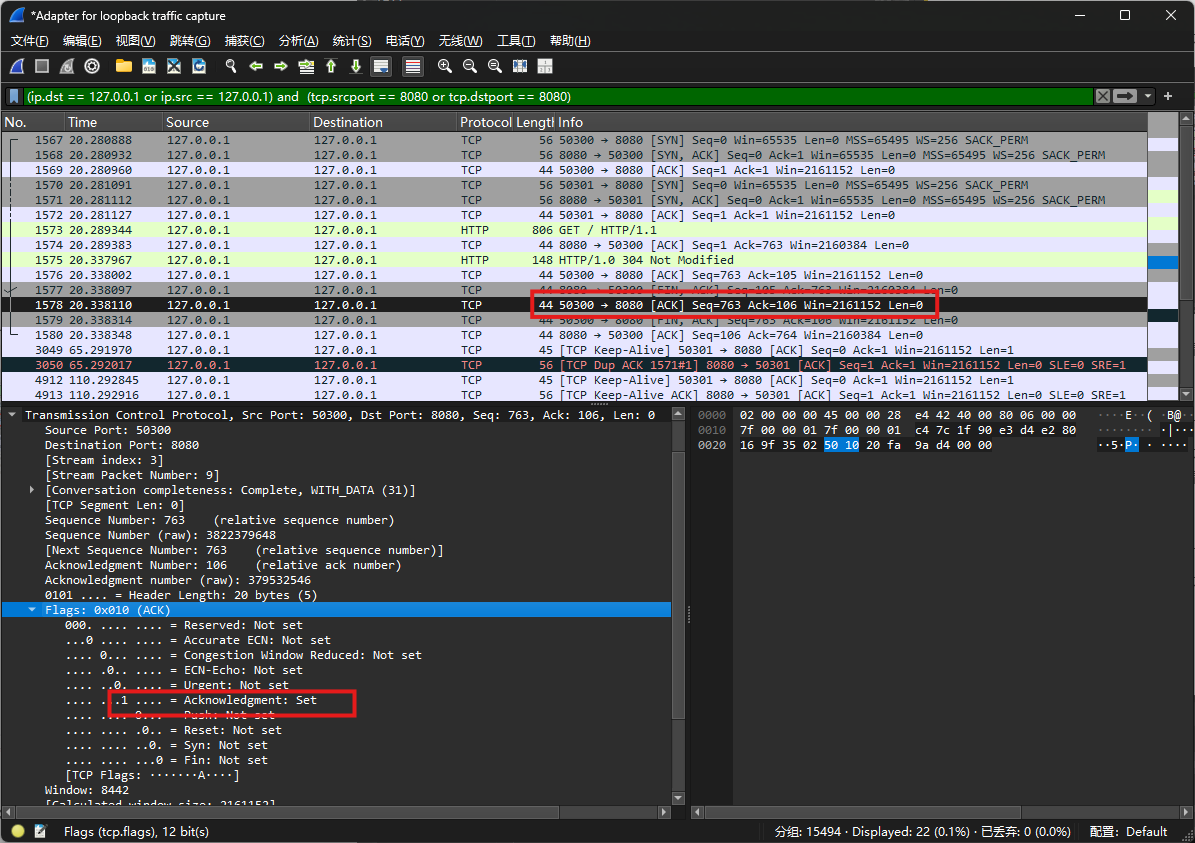 *Adapter for loopback traffic capture
文件(F) 编辑(E) 视图(V) 跳转(G) 捕获(C) 分析(A) 统计(S) 电话(Y) 无线(W) 工具(T) 帮助(H)
(ip.dst == 127.0.0.1 or ip.src == 127.0.0.1) and (tcp.srcport == 8080 or tcp.dstport == 8080)
No. Time Source Destination Protocol Lengtl Info
1567 20.280888 127.0.0.1 127.0.0.1 TCP 56 50300 → 8080 [SYN] Seq=0 Win=65535 Len=0 MSS=65495 WS=256 SACK_PERM
1568 20.280932 127.0.0.1 127.0.0.1 TCP 56 8080 → 50300 [SYN, ACK] Seq=0 Ack=1 Win=65535 Len=0 MSS=65495 WS=256 SACK_PERM
1569 20.280960 127.0.0.1 127.0.0.1 TCP 44 50300 → 8080 [ACK] Seq=1 Ack=1 Win=2161152 Len=0
1570 20.281091 127.0.0.1 127.0.0.1 TCP 56 50301 → 8080 [SYN] Seq=0 Win=65535 Len=0 MSS=65495 WS=256 SACK_PERM
1571 20.281112 127.0.0.1 127.0.0.1 TCP 56 8080 → 50301 [SYN, ACK] Seq=0 Ack=1 Win=65535 Len=0 MSS=65495 WS=256 SACK_PERM
1572 20.281127 127.0.0.1 127.0.0.1 TCP 44 50301 → 8080 [ACK] Seq=1 Ack=1 Win=2161152 Len=0
1573 20.289344 127.0.0.1 127.0.0.1 HTTP 806 GET / HTTP/1.1
1574 20.289383 127.0.0.1 127.0.0.1 TCP 44 8080 → 50300 [ACK] Seq=1 Ack=763 Win=2160384 Len=0
1575 20.337967 127.0.0.1 127.0.0.1 HTTP 148 HTTP/1.0 304 Not Modified
1576 20.338002 127.0.0.1 127.0.0.1 TCP 44 50300 → 8080 [ACK] Seq=763 Ack=105 Win=2161152 Len=0
1577 20.338097 127.0.0.1 127.0.0.1 TCP 44 8080 → 50300 [FIN, ACK] Seq=105 Ack=763 Win=2160384 Len=0
1578 20.338110 127.0.0.1 127.0.0.1 TCP 44 50300 → 8080 [ACK] Seq=763 Ack=106 Win=2161152 Len=0
1579 20.338314 127.0.0.1 127.0.0.1 TCP 44 50300 → 8080 [FIN, ACK] Seq=763 Ack=106 Win=2161152 Len=0
1580 20.338348 127.0.0.1 127.0.0.1 TCP 44 8080 → 50300 [ACK] Seq=106 Ack=764 Win=2160384 Len=0
3049 65.291970 127.0.0.1 127.0.0.1 TCP 45 [TCP Keep-Alive] 50301 → 8080 [ACK] Seq=0 Ack=1 Win=2161152 Len=1
3050 65.292017 127.0.0.1 127.0.0.1 TCP 56 [TCP Dup ACK 1571#1] 8080 → 50301 [ACK] Seq=1 Ack=1 Win=2161152 Len=0 SLE=0 SRE=1
4912 110.292845 127.0.0.1 127.0.0.1 TCP 45 [TCP Keep-Alive] 50301 → 8080 [ACK] Seq=0 Ack=1 Win=2161152 Len=1
4913 110.292916 127.0.0.1 127.0.0.1 TCP 56 [TCP Keep-Alive ACK] 8080 → 50301 [ACK] Seq=1 Ack=1 Win=2161152 Len=0 SLE=0 SRE=1
Transmission Control Protocol, Src Port: 50300, Dst Port: 8080, Seq: 763, Ack: 106, Len: 0
Source Port: 50300
Destination Port: 8080
[Stream index: 3]
[Stream Packet Number: 9]
[Conversation completeness: Complete, WITH_DATA (31)]
[TCP Segment Len: 0]
Sequence Number: 763 (relative sequence number)
Sequence Number (raw): 3822379648
[Next Sequence Number: 763 (relative sequence number)]
Acknowledgment Number: 106 (relative ack number)
Acknowledgment number (raw): 379532546
0101 .... = Header Length: 20 bytes (5)
Flags: 0x010 (ACK)
000. .... .... = Reserved: Not set
...0 .... .... = Accurate ECN: Not set
.... 0... .... = Congestion Window Reduced: Not set
.... .0.. .... = ECN-Echo: Not set
.... ..0. .... = Urgent: Not set
.... ...1 .... = Acknowledgment: Set
.... .... 0... = Push: Not set
.... .... .0.. = Reset: Not set
.... .... ..0. = Syn: Not set
.... .... ...0 = Fin: Not set
[TCP Flags: ·······A····]
Window: 8442
[Calculated window size: 2161152]
0000 02 00 00 00 45 00 00 28 e4 42 40 00 80 06 00 00 ····E··( ·B@·····
0010 7f 00 00 01 7f 00 00 01 c4 7c 1f 90 e3 d4 e2 80 ········ ·|······
0020 16 9f 35 02 50 10 20 fa 9a d4 00 00 ··5·P· · ····
Flags (tcp.flags), 12 bit(s)
分组: 15494 · Displayed: 22 (0.1%) · 已丢弃: 0 (0.0%)
配置: Default